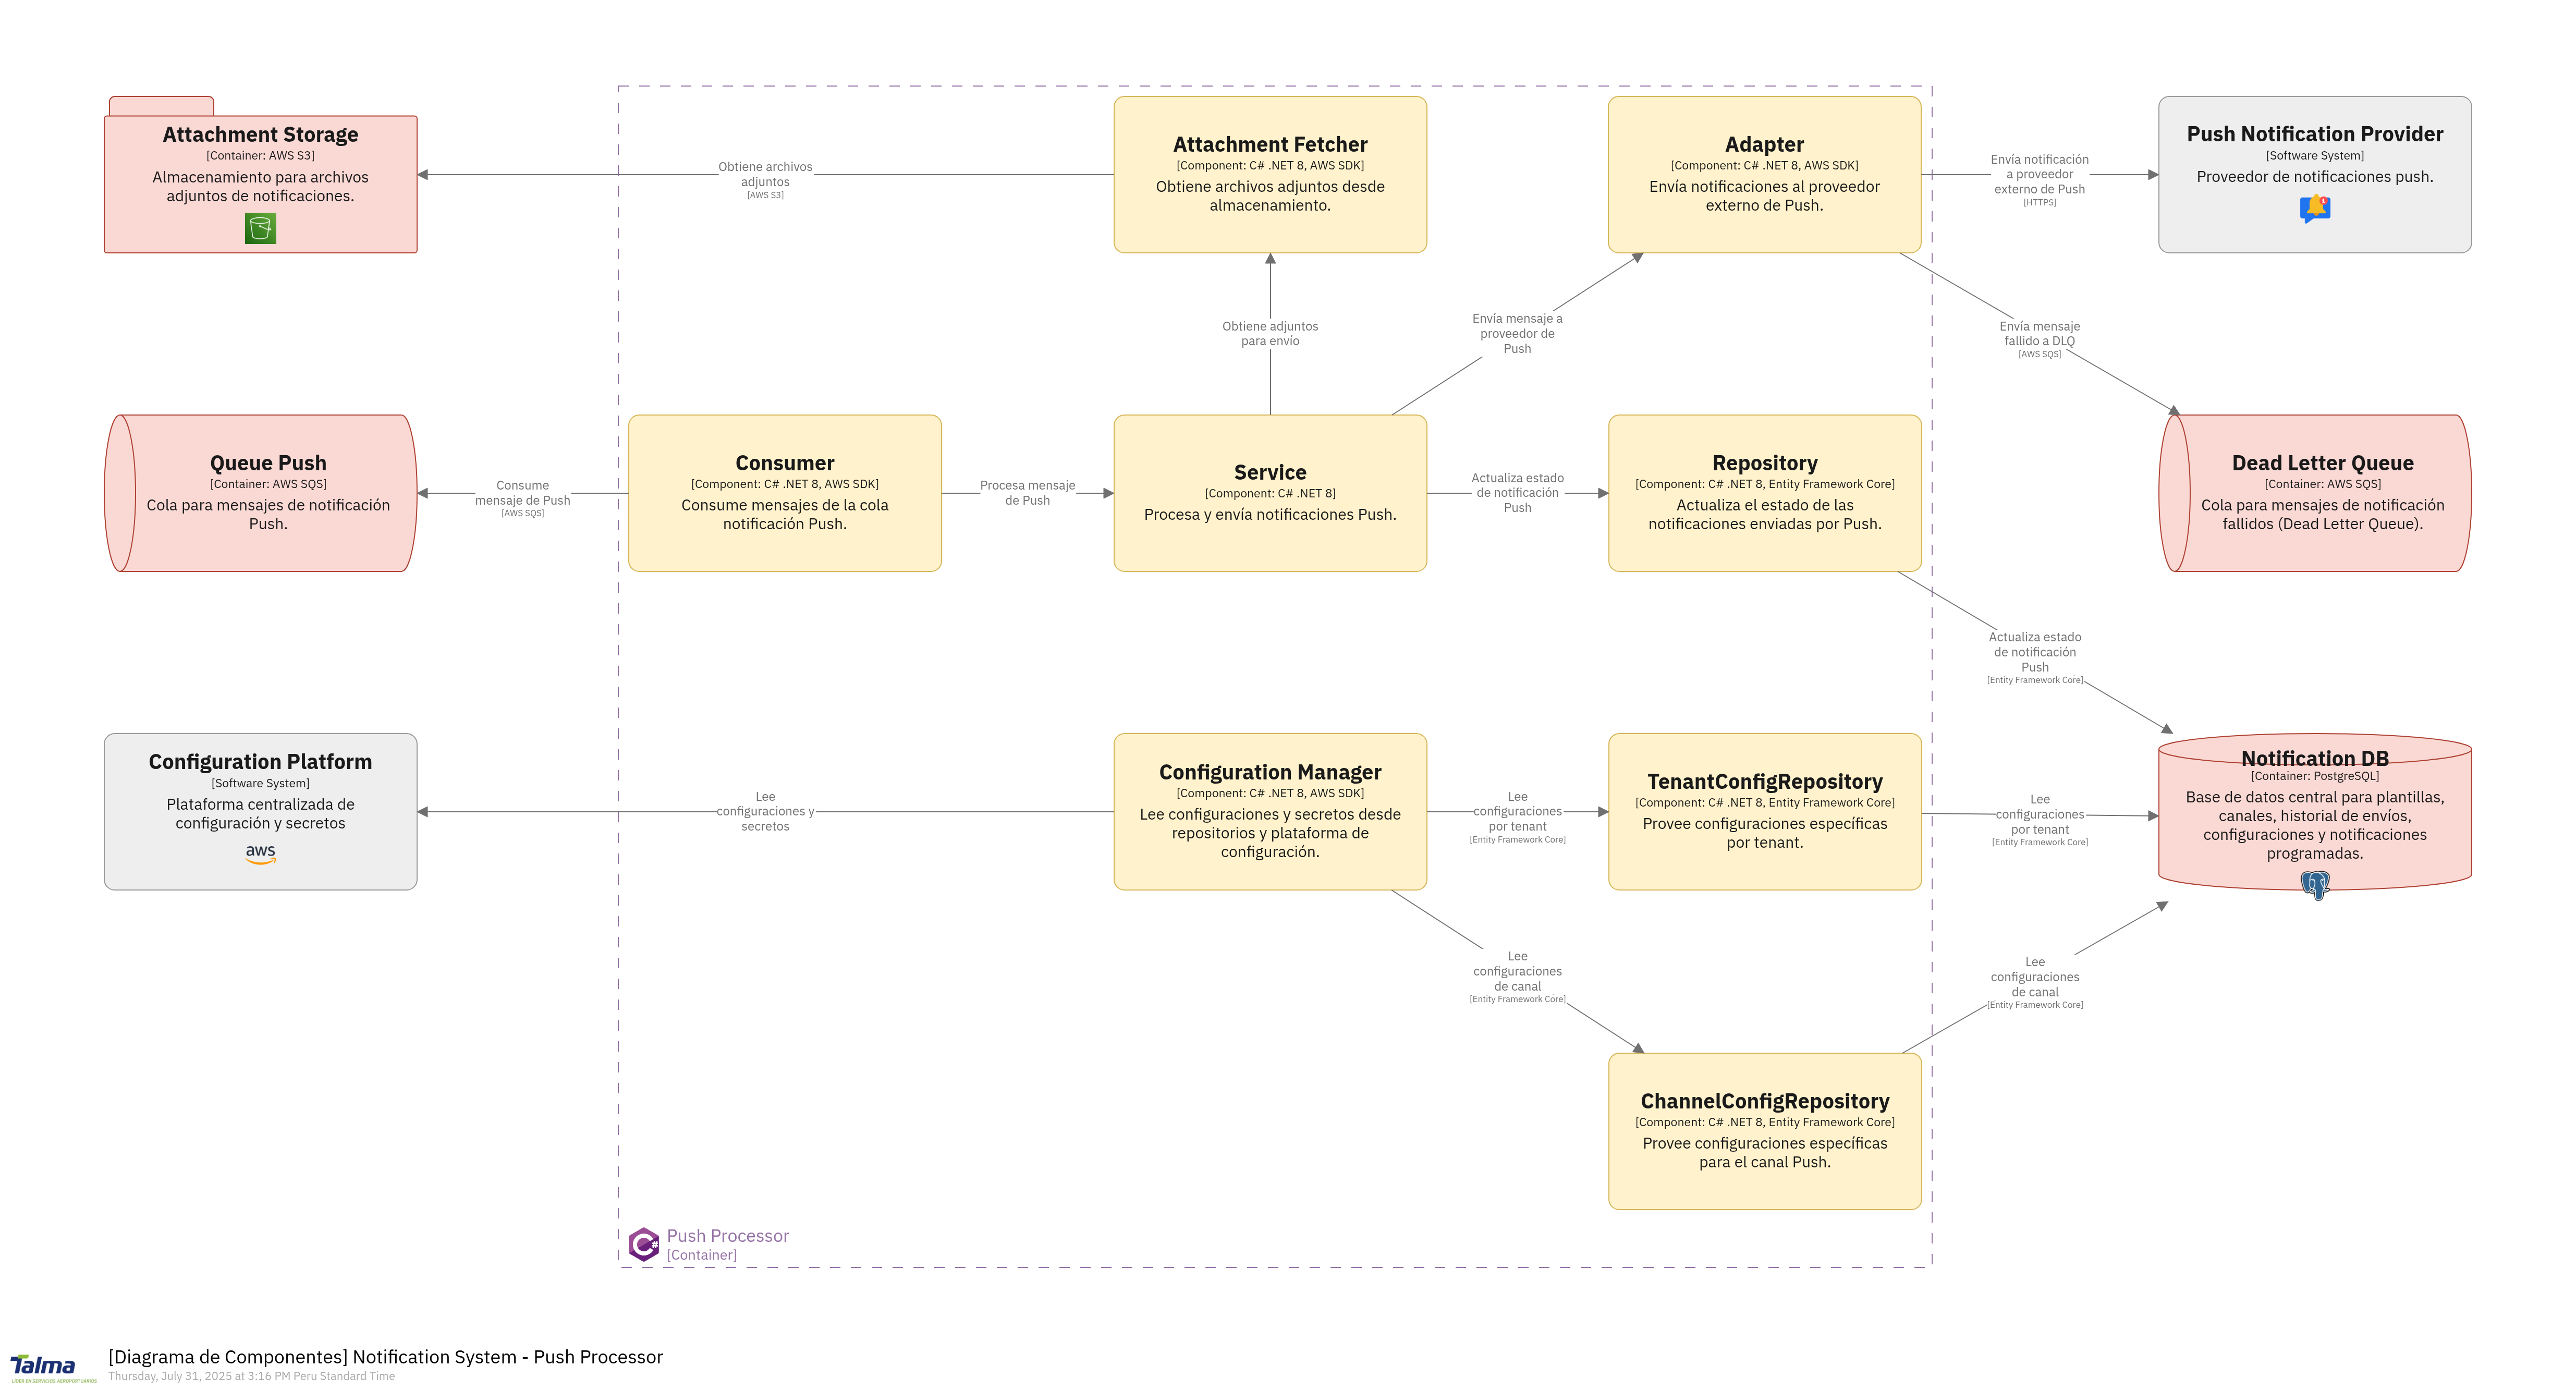 Attachment Storage
[Container: AWS S3]
Almacenamiento para archivos
adjuntos de notificaciones.
Obtiene archivos
adjuntos
[AWS S3]
Attachment Fetcher
[Component: C# .NET 8, AWS SDK]
Obtiene archivos adjuntos desde
almacenamiento.
Adapter
[Component: C# .NET 8, AWS SDK]
Envía notificaciones al proveedor
externo de Push.
Envía notificación
a proveedor
externo de Push
[HTTPS]
Push Notification Provider
[Software System]
Proveedor de notificaciones push.
Obtiene adjuntos
para envío
Envía mensaje a
proveedor de
Push
Envía mensaje
fallido a DLQ
[AWS SQS]
Queue Push
[Container: AWS SQS]
Cola para mensajes de notificación
Push.
Consume
mensaje de Push
[AWS SQS]
Consumer
[Component: C# .NET 8, AWS SDK]
Consume mensajes de la cola
notificación Push.
Procesa mensaje
de Push
Service
[Component: C# .NET 8]
Procesa y envía notificaciones Push.
Actualiza estado
de notificación
Push
Repository
[Component: C# .NET 8, Entity Framework Core]
Actualiza el estado de las
notificaciones enviadas por Push.
Dead Letter Queue
[Container: AWS SQS]
Cola para mensajes de notificación
fallidos (Dead Letter Queue).
Actualiza estado
de notificación
Push
[Entity Framework Core]
Configuration Platform
[Software System]
Plataforma centralizada de
configuración y secretos
aws
Lee
configuraciones y
secretos
Configuration Manager
[Component: C# .NET 8, AWS SDK]
Lee configuraciones y secretos desde
repositorios y plataforma de
configuración.
Lee
configuraciones
por tenant
[Entity Framework Core]
TenantConfigRepository
[Component: C# .NET 8, Entity Framework Core]
Provee configuraciones específicas
por tenant.
Lee
configuraciones
por tenant
[Entity Framework Core]
Notification DB
[Container: PostgreSQL]
Base de datos central para plantillas,
canales, historial de envíos,
configuraciones y notificaciones
programadas.
Lee
configuraciones
de canal
[Entity Framework Core]
Lee
configuraciones
de canal
[Entity Framework Core]
ChannelConfigRepository
[Component: C# .NET 8, Entity Framework Core]
Provee configuraciones específicas
para el canal Push.
C#
Push Processor
[Container]
Talma
LÍDER EN SERVICIOS AEROPORTUARIOS
[Diagrama de Componentes] Notification System - Push Processor
Thursday, July 31, 2025 at 3:16 PM Peru Standard Time